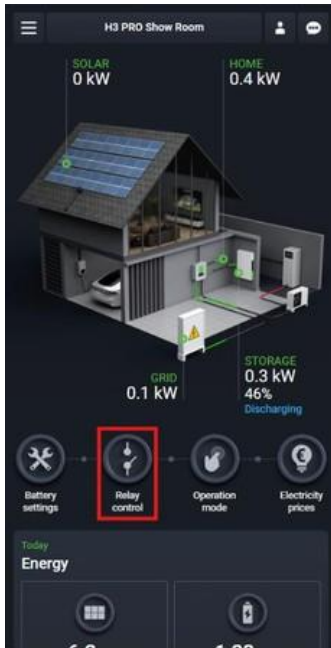 H3 PRO Show Room
SOLAR
0 kW
HOME
0.4 kW
STORAGE
0.3 kW
46%
Discharging
GRID
0.1 kW
Battery
settings
Relay
control
Operation
mode
Electricity
prices
Today
Energy